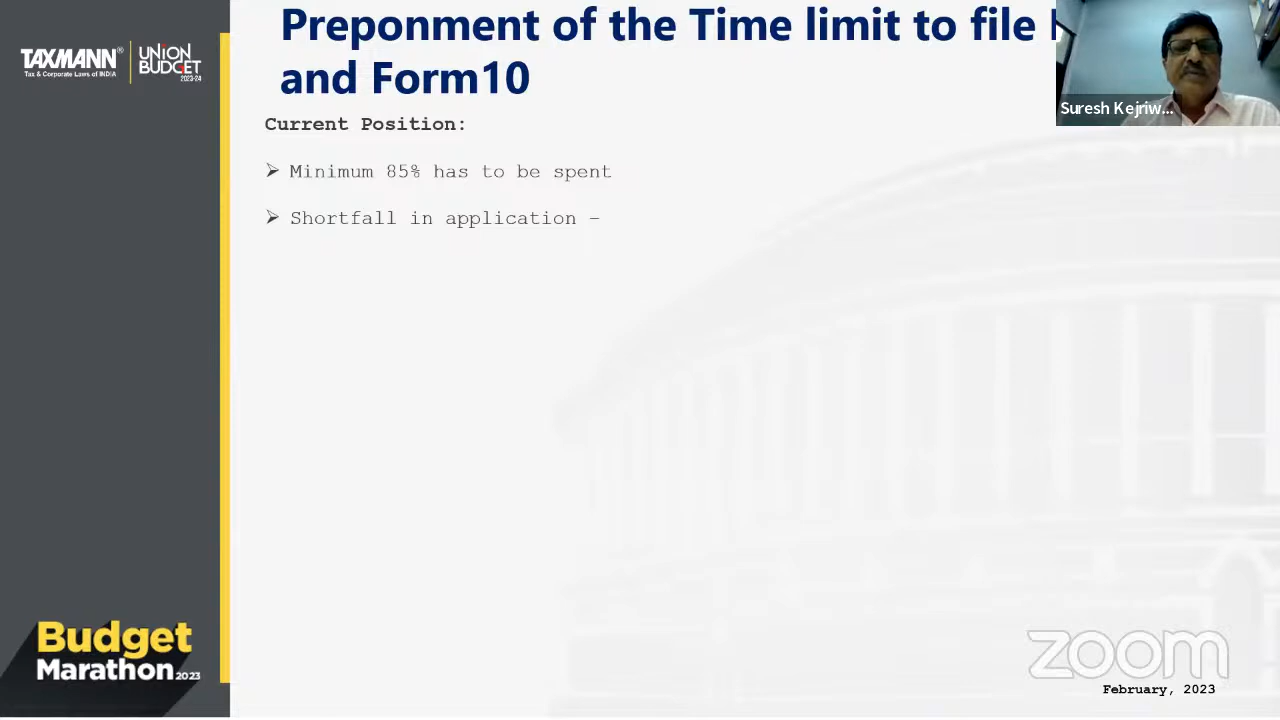 Preponment of the Time limit to file
and Form10
Suresh Kejriw...
TAXMANN®
Tax & Corporate Laws of INDIA
UNION
BUDGET
2023-24
Current Position:
➢ Minimum 85% has to be spent
➢ Shortfall in application –
Budget
Marathon 2023
zoom
February, 2023